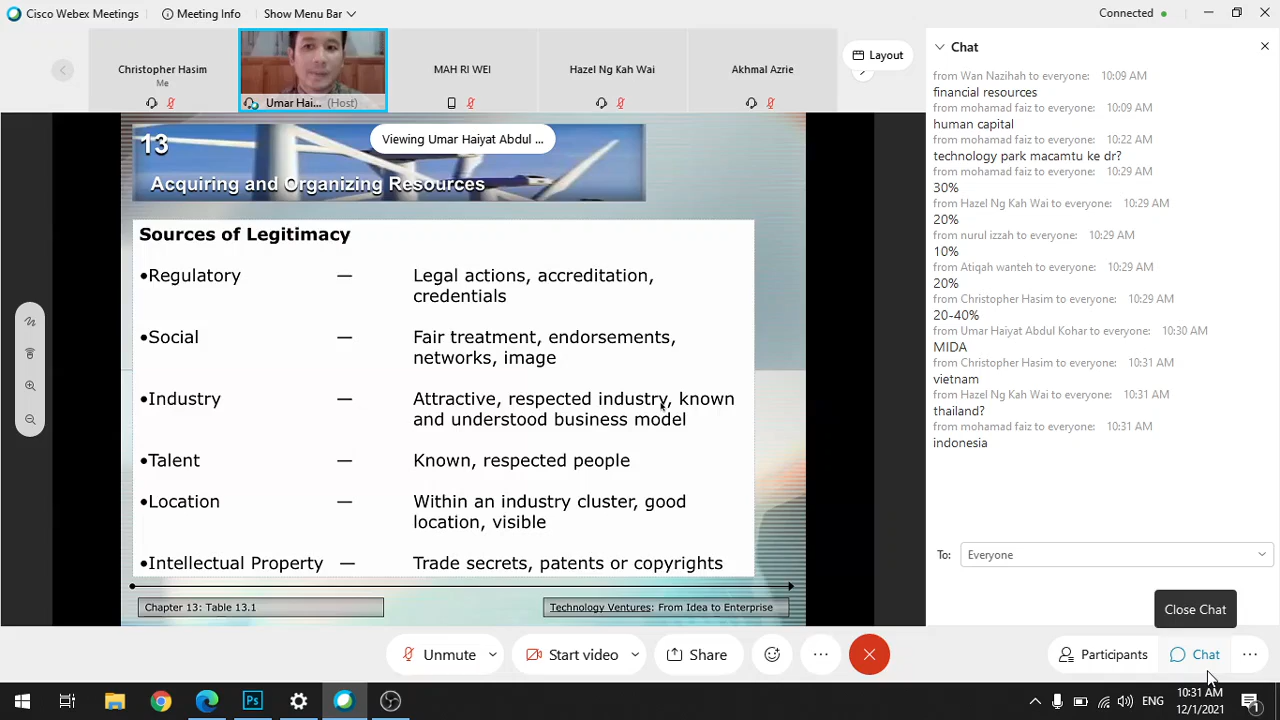 Cisco Webex Meetings
Meeting Info
Show Menu Bar
Connected
Christopher Hasim
Me
Umar Hai... (Host)
MAH RI WEI
Hazel Ng Kah Wai
Akhmal Azrie
Layout
13
Viewing Umar Haiyat Abdul ...
Acquiring and Organizing Resources
Sources of Legitimacy
•Regulatory — Legal actions, accreditation,
credentials
•Social — Fair treatment, endorsements,
networks, image
•Industry — Attractive, respected industry, known
and understood business model
•Talent — Known, respected people
•Location — Within an industry cluster, good
location, visible
•Intellectual Property — Trade secrets, patents or copyrights
Chapter 13: Table 13.1
Technology Ventures: From Idea to Enterprise
Chat
from Wan Nazihah to everyone: 10:09 AM
financial resources
from mohamad faiz to everyone: 10:09 AM
human capital
from mohamad faiz to everyone: 10:22 AM
technology park macamtu ke dr?
from mohamad faiz to everyone: 10:29 AM
30%
from Hazel Ng Kah Wai to everyone: 10:29 AM
20%
from nurul izzah to everyone: 10:29 AM
10%
from Atiqah wanteh to everyone: 10:29 AM
20%
from Christopher Hasim to everyone: 10:29 AM
20-40%
from Umar Haiyat Abdul Kohar to everyone: 10:30 AM
MIDA
from Christopher Hasim to everyone: 10:31 AM
vietnam
from Hazel Ng Kah Wai to everyone: 10:31 AM
thailand?
from mohamad faiz to everyone: 10:31 AM
indonesia
To: Everyone
Close Chat
Unmute
Start video
Share
Participants
Chat
Ps
ENG
10:31 AM
12/1/2021
1